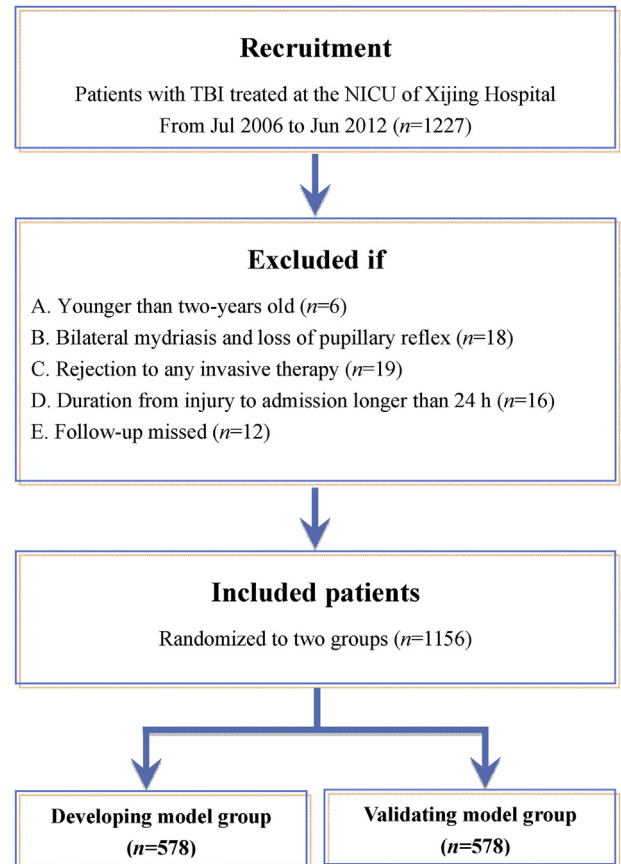 Recruitment
Patients with TBI treated at the NICU of Xijing Hospital
From Jul 2006 to Jun 2012 (n=1227)
Excluded if
A. Younger than two-years old (n=6)
B. Bilateral mydriasis and loss of pupillary reflex (n=18)
C. Rejection to any invasive therapy (n=19)
D. Duration from injury to admission longer than 24 h (n=16)
E. Follow-up missed (n=12)
Included patients
Randomized to two groups (n=1156)
Developing model group
(n=578)
Validating model group
(n=578)